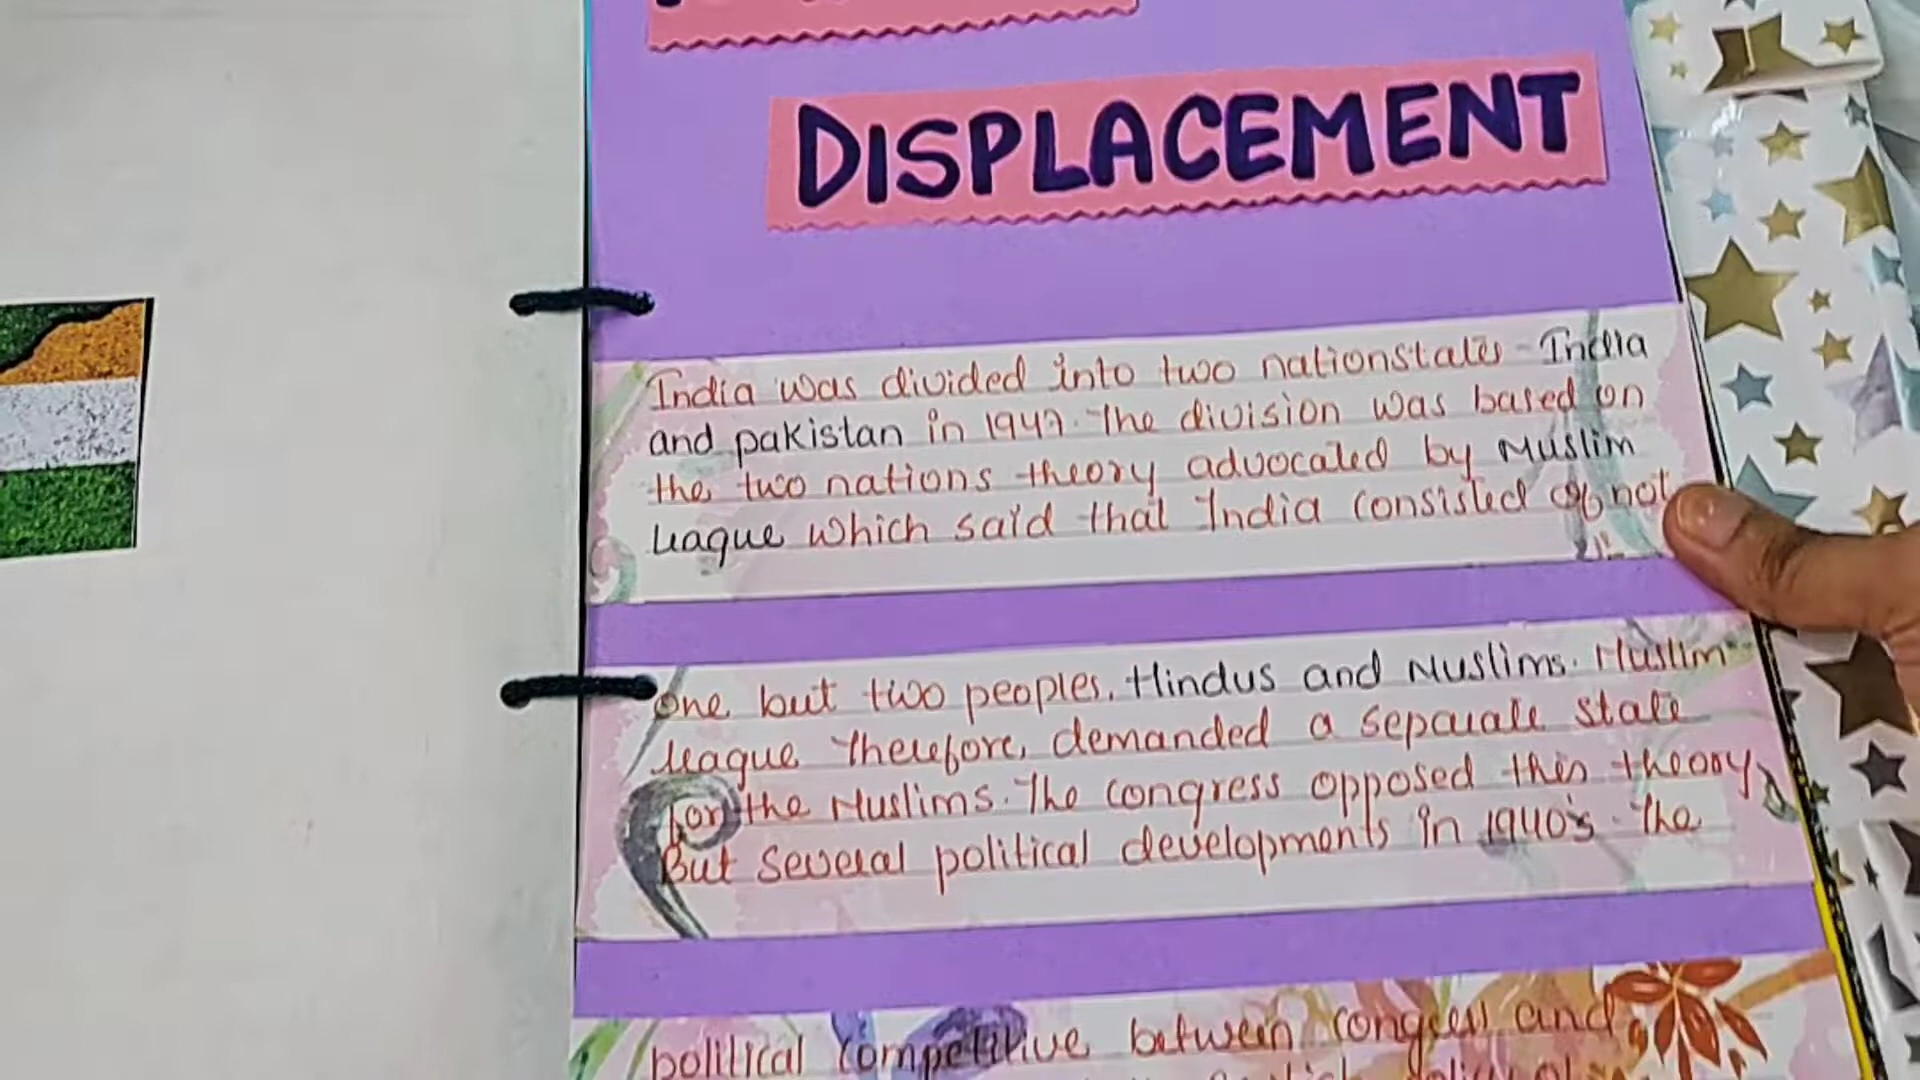 DISPLACEMENT
India was divided into two nationstates - India
and pakistan in 1947. The division was based on
the two nations theory advocated by Muslim
League which said that India consisted of not
one but two peoples, Hindus and Muslims. Muslim
league therefore, demanded a separate state
for the Muslims. The congress opposed this theory
But several political developments in 1940's. The
political competitive between congress and